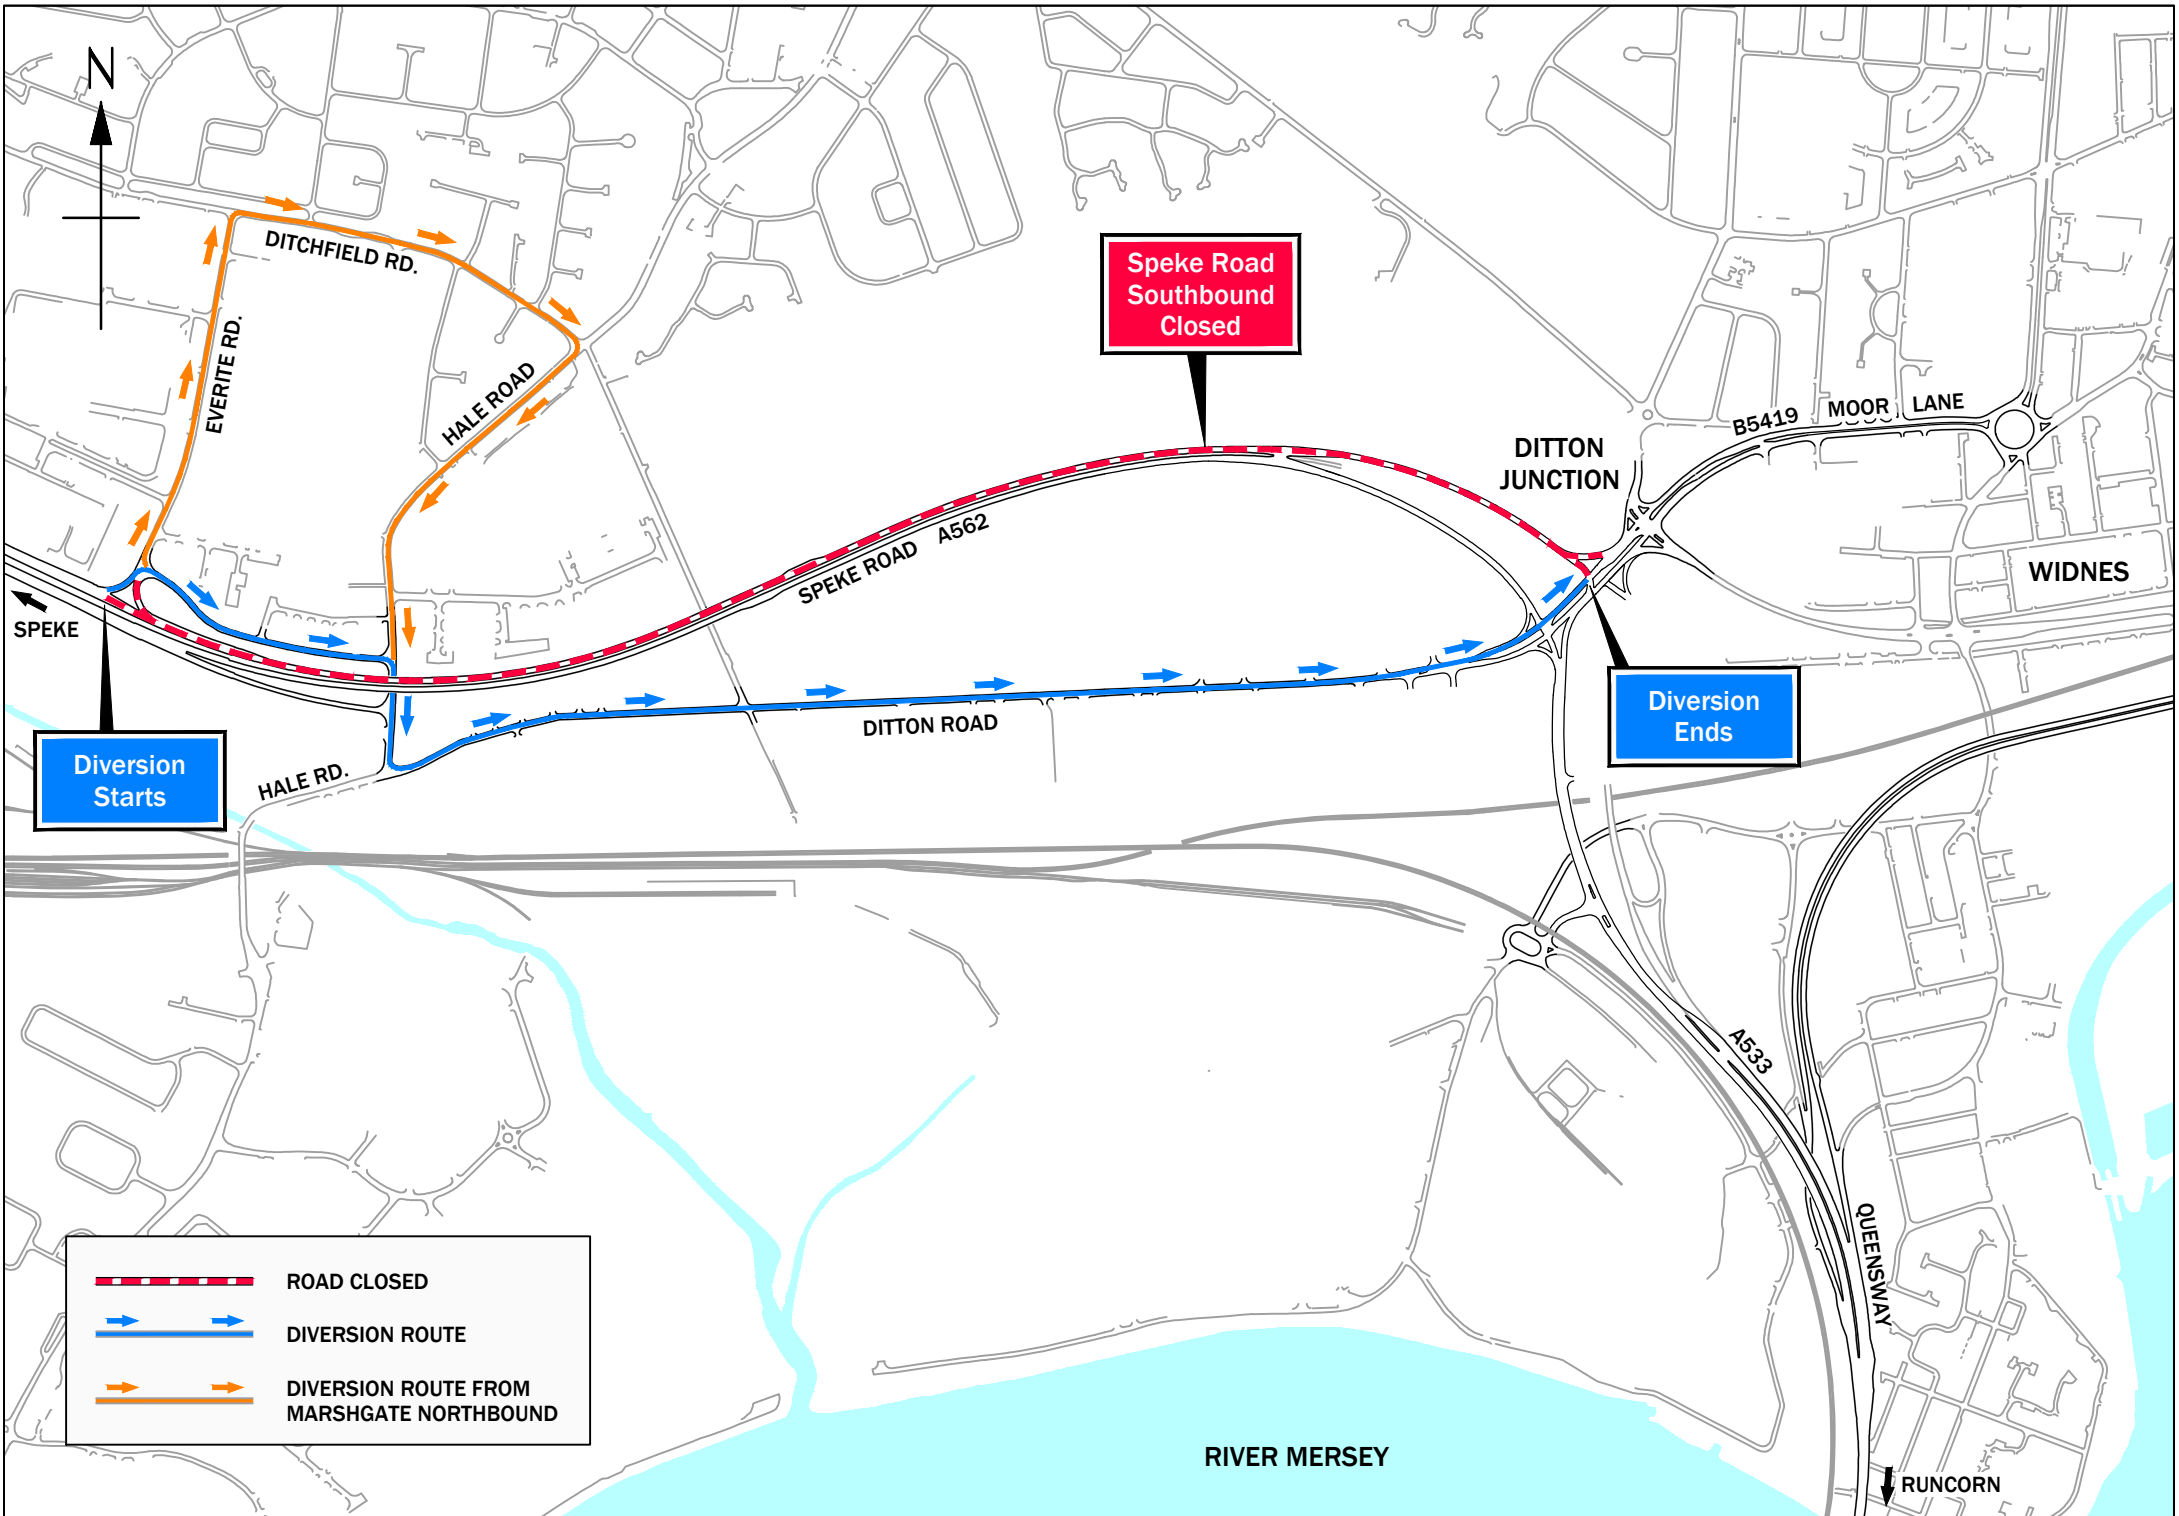 N
DITCHFIELD RD.
EVERITE RD.
HALE ROAD
Speke Road
Southbound
Closed
B5419 MOOR LANE
DITTON
JUNCTION
SPEKE ROAD A562
WIDNES
SPEKE
Diversion
Starts
HALE RD.
DITTON ROAD
Diversion
Ends
A533
QUEENSWAY
ROAD CLOSED
DIVERSION ROUTE
DIVERSION ROUTE FROM
MARSHGATE NORTHBOUND
RIVER MERSEY
RUNCORN